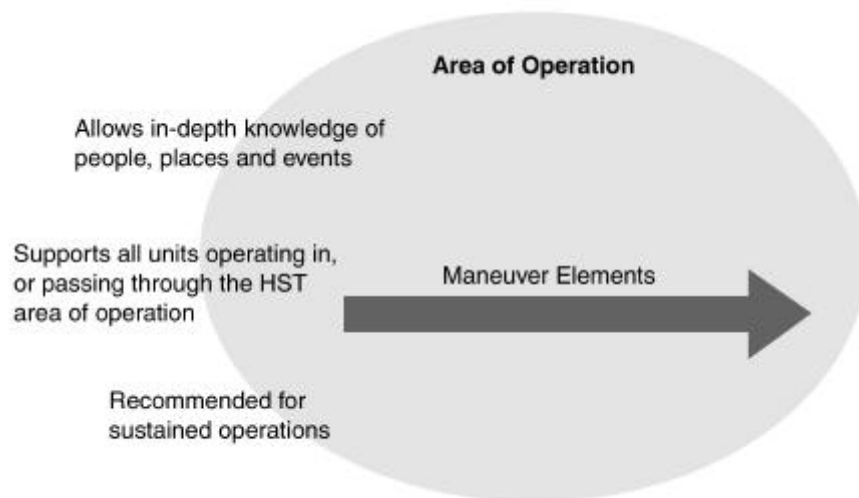 Area of Operation
Allows in-depth knowledge of
people, places and events
Supports all units operating in,
or passing through the HST
area of operation
Maneuver Elements
Recommended for
sustained operations